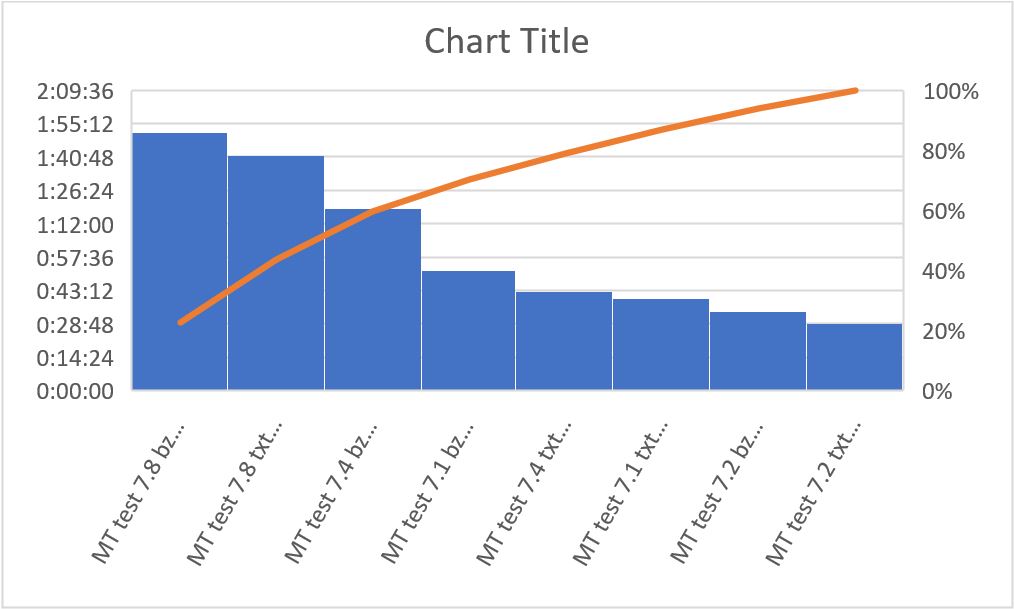 Chart Title
2:09:36
1:55:12
1:40:48
1:26:24
1:12:00
0:57:36
0:43:12
0:28:48
0:14:24
0:00:00
100%
80%
60%
40%
20%
0%
MT test 7.8 bz...
MT test 7.8 txt...
MT test 7.4 bz...
MT test 7.1 bz...
MT test 7.4 txt...
MT test 7.1 txt...
MT test 7.2 bz...
MT test 7.2 txt...